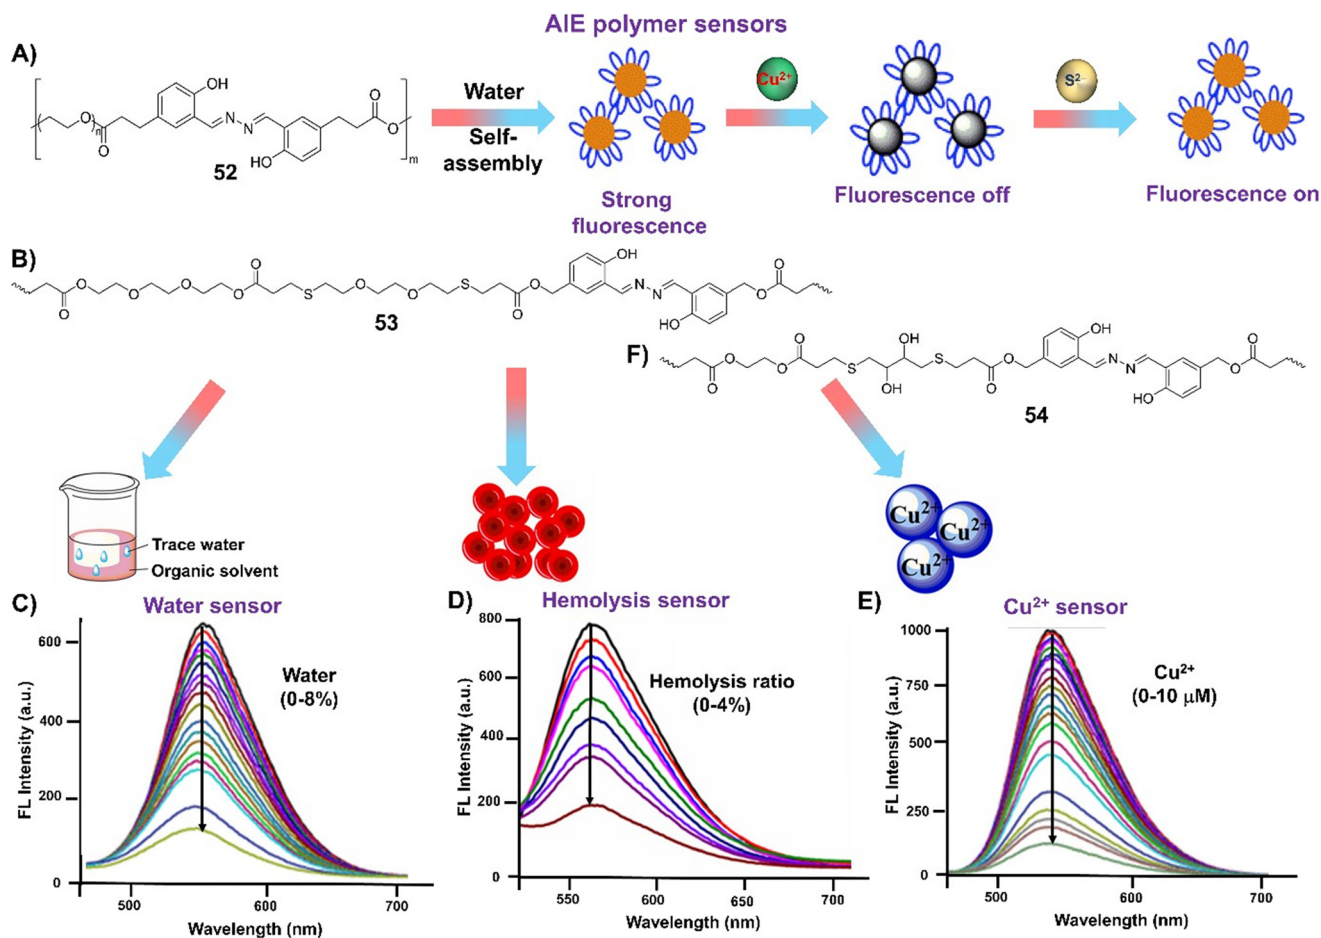 AIE polymer sensors
A)
OH
O
n
O
N
N
HO
O
O
m
52
Water
Self-
assembly
Cu²⁺
S²⁻
Strong
fluorescence
Fluorescence off
Fluorescence on
B)
O
O
O
O
O
O
O
S
O
O
S
O
O
OH
N
N
HO
O
O
53
F)
O
O
O
O
S
OH
OH
S
O
O
OH
N
N
HO
O
O
54
Trace water
Organic solvent
Cu²⁺
Cu²⁺
Cu²⁺
C)
Water sensor
D)
Hemolysis sensor
E)
Cu²⁺ sensor
FL Intensity (a.u.)
600
400
200
0
Water
(0-8%)
500
600
700
Wavelength (nm)
FL Intensity (a.u.)
800
600
400
200
0
Hemolysis ratio
(0-4%)
550
600
650
700
Wavelength (nm)
FL Intensity (a.u.)
1000
750
500
250
0
Cu²⁺
(0-10 μM)
500
600
700
Wavelength (nm)